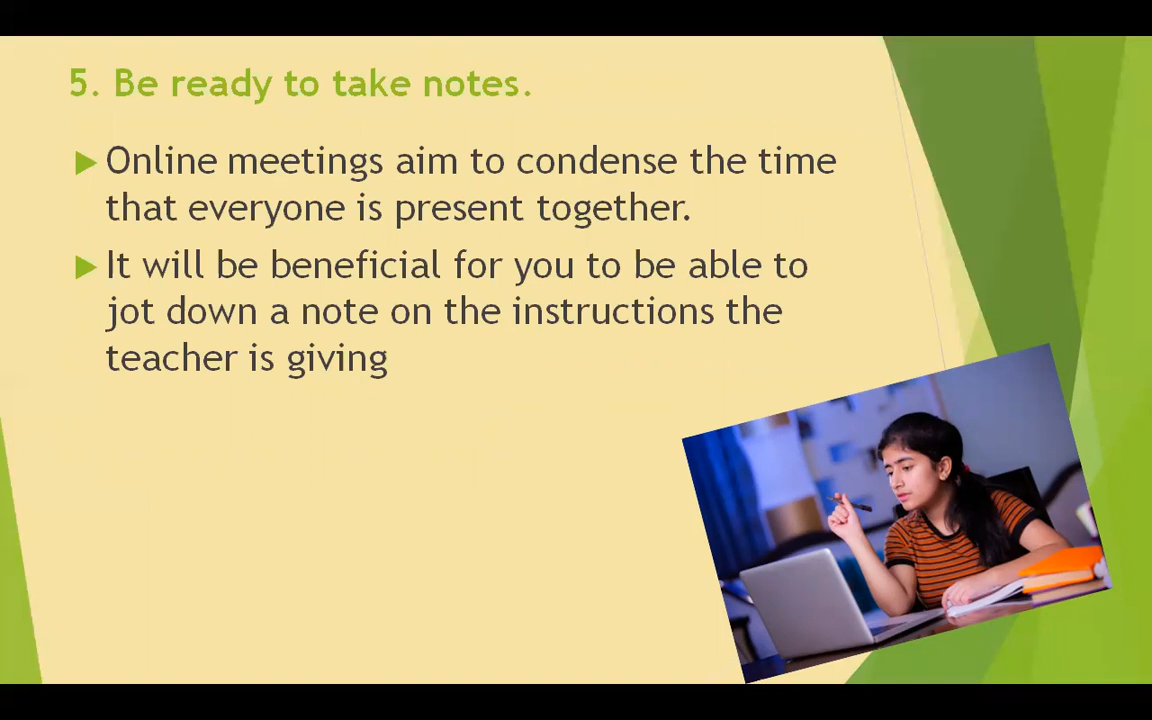 5. Be ready to take notes.
Online meetings aim to condense the time
that everyone is present together.
It will be beneficial for you to be able to
jot down a note on the instructions the
teacher is giving